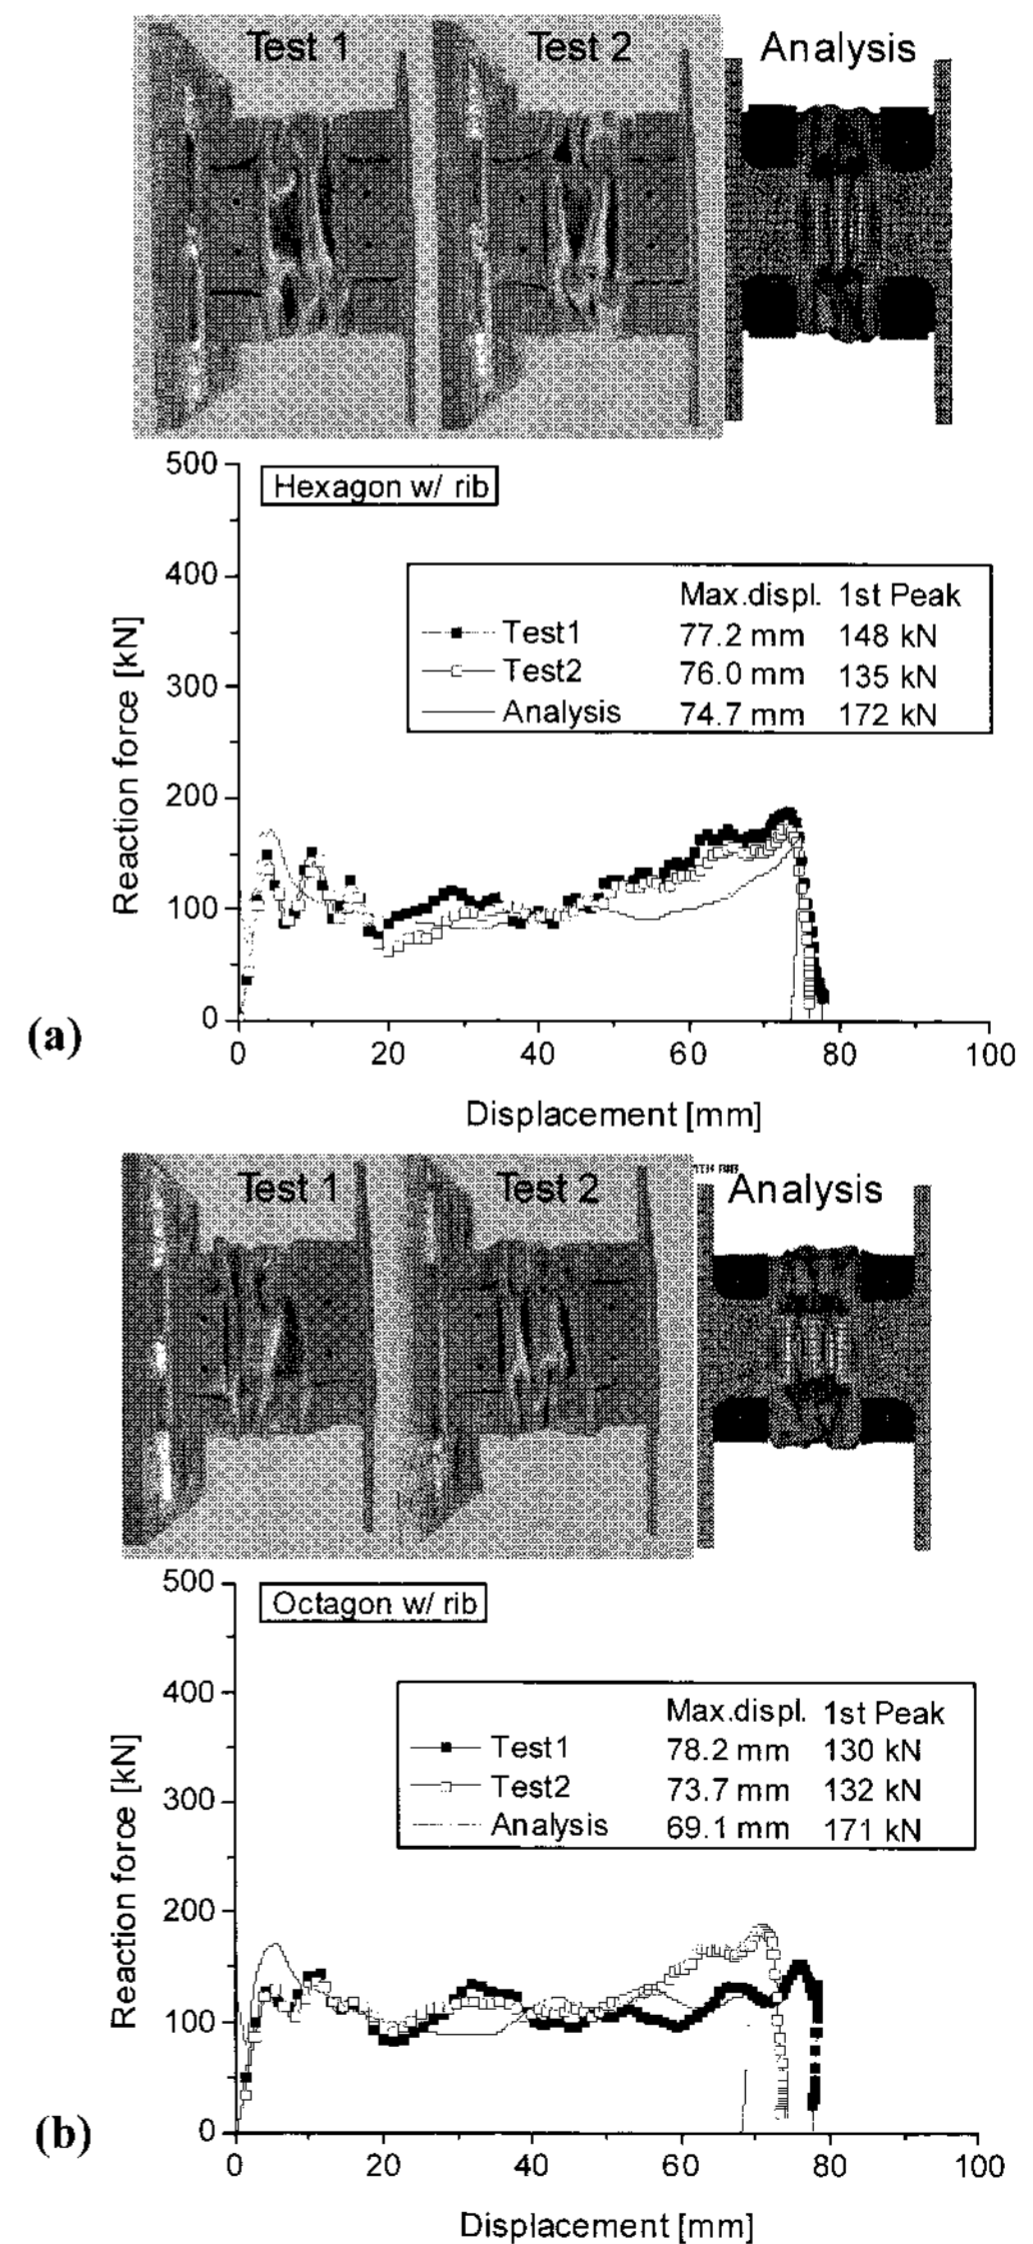 Test 1 Test 2 Analysis
500
Hexagon w/ rib
400
Max.displ. 1st Peak
Test1 77.2 mm 148 kN
Test2 76.0 mm 135 kN
Analysis 74.7 mm 172 kN
300
200
100
0
Reaction force [kN]
(a)
0 20 40 60 80 100
Displacement [mm]
Test 1 Test 2 Analysis
500
Octagon w/ rib
400
Max.displ. 1st Peak
Test1 78.2 mm 130 kN
Test2 73.7 mm 132 kN
Analysis 69.1 mm 171 kN
300
200
100
0
Reaction force [kN]
(b)
0 20 40 60 80 100
Displacement [mm]